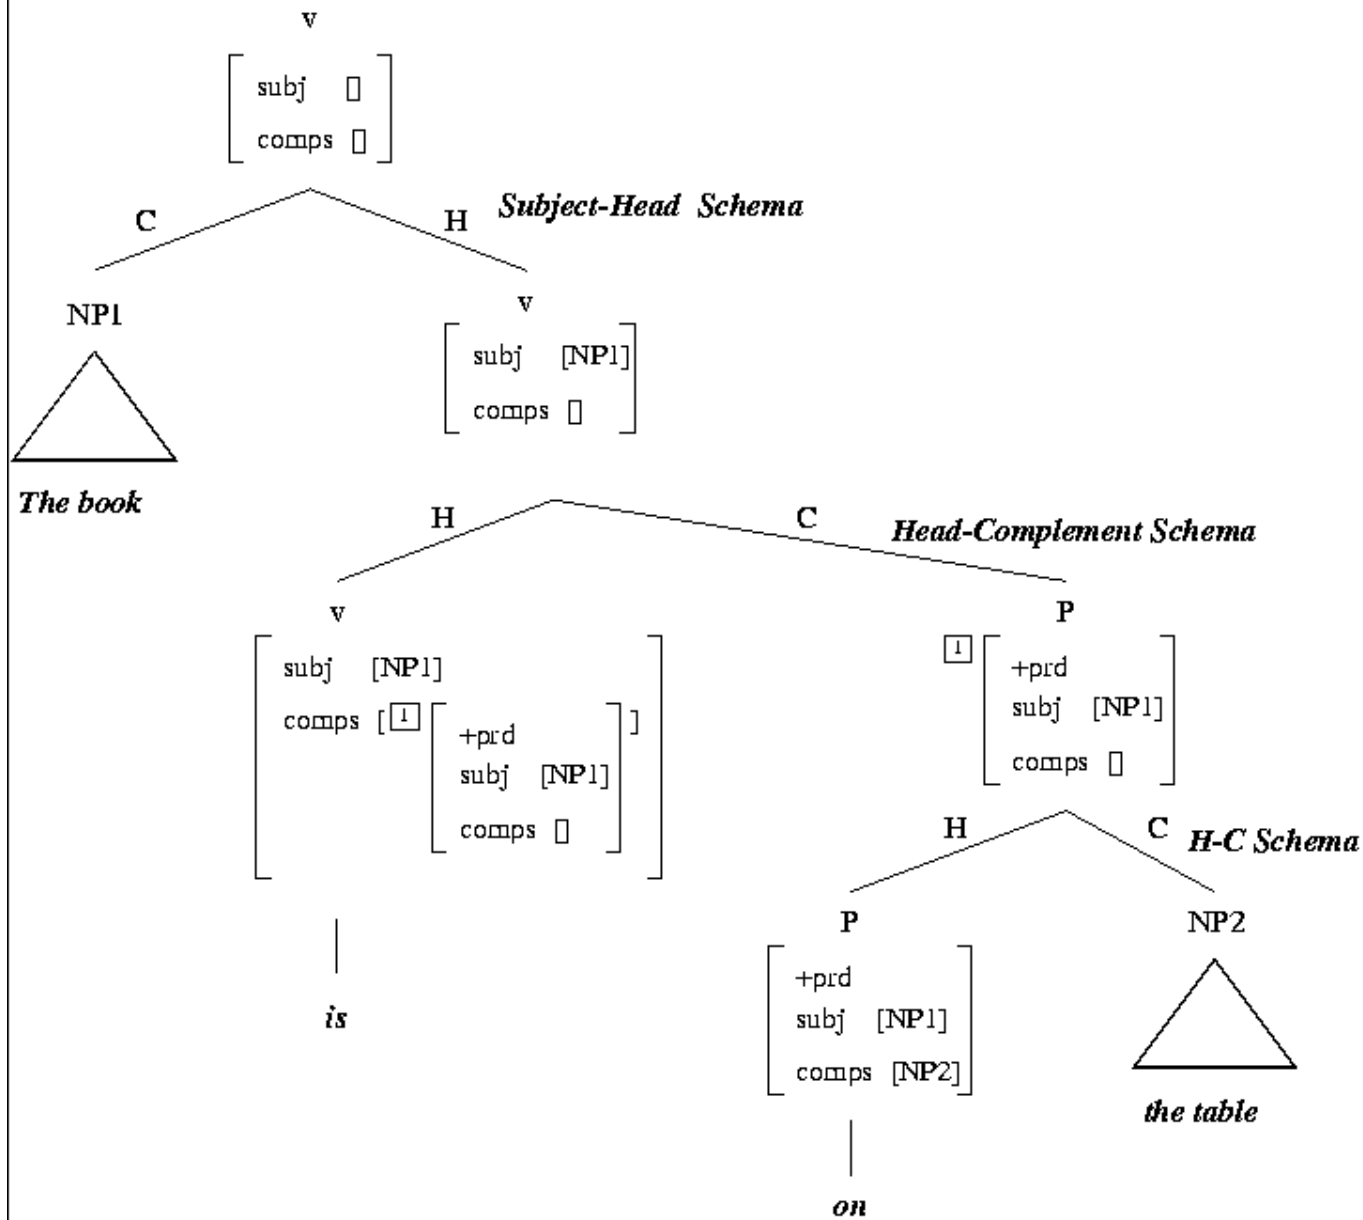 v
subj []
comps []
C H Subject-Head Schema
NP1
v
subj [NP1]
comps []
The book
H C Head-Complement Schema
v
subj [NP1]
comps [ 1
+prd ]
subj [NP1]
comps []
P
1
+prd
subj [NP1]
comps []
H C H-C Schema
is
P
+prd
subj [NP1]
comps [NP2]
NP2
the table
on